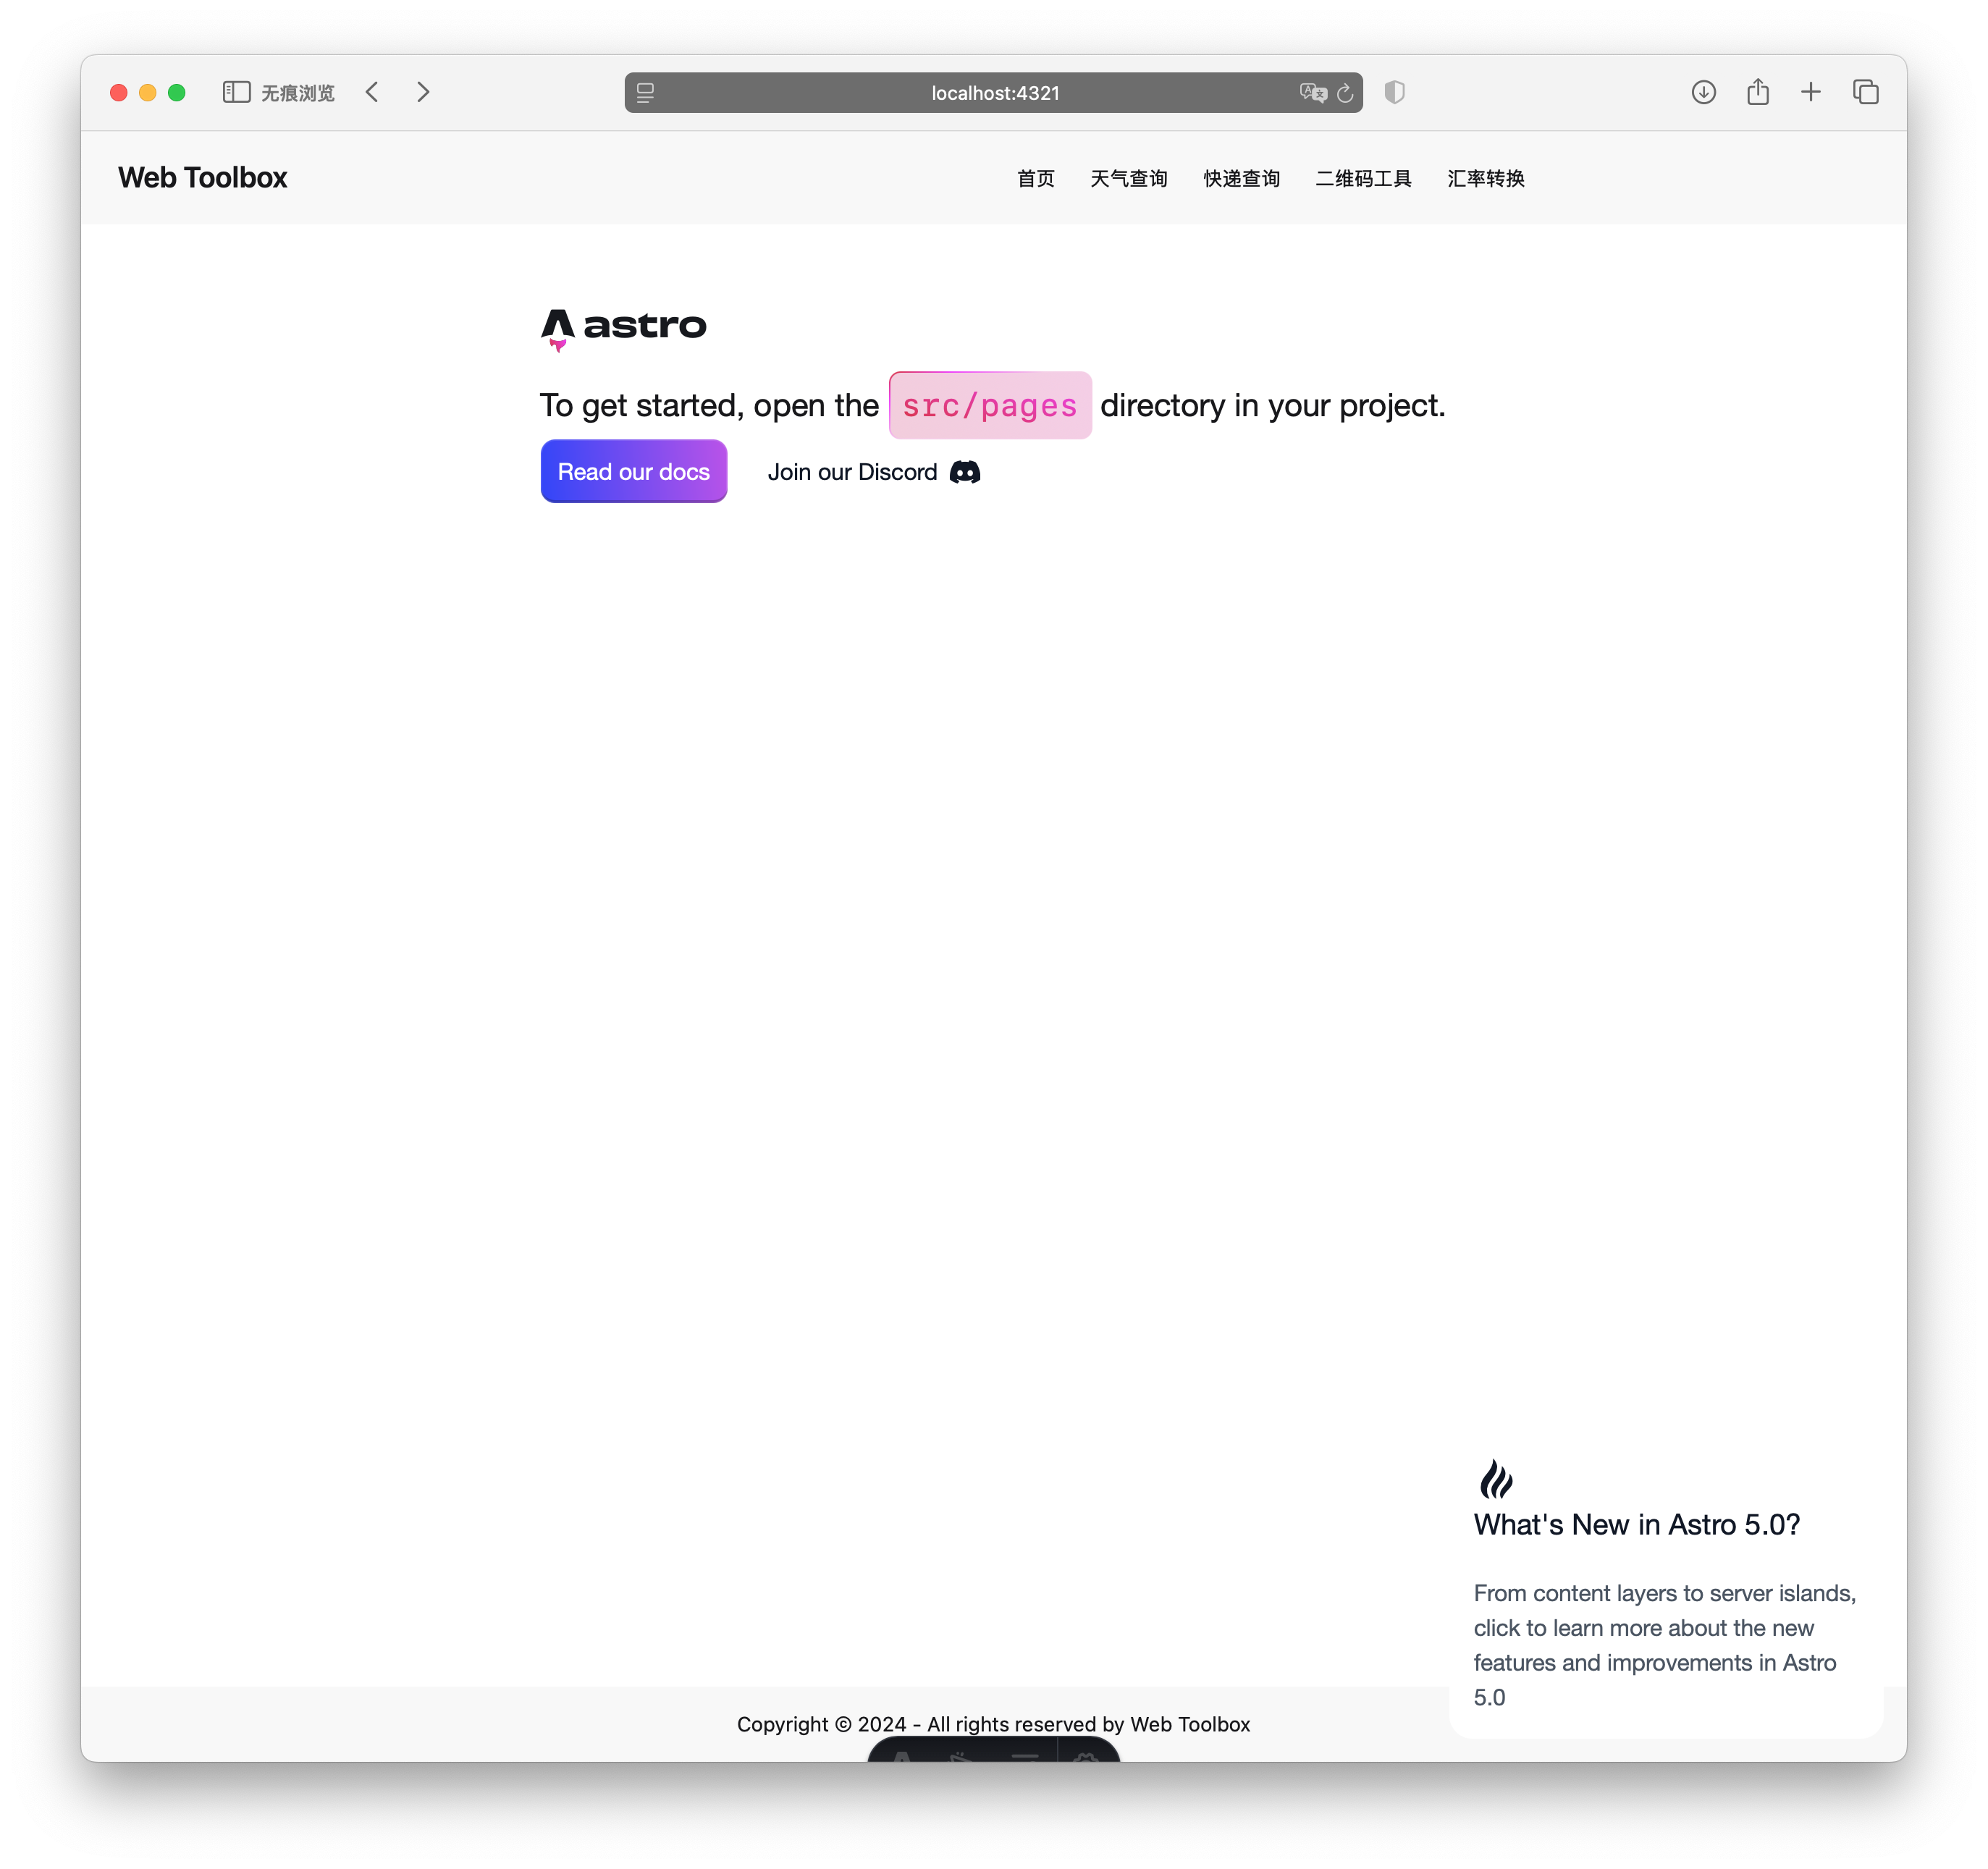 无痕浏览
localhost:4321
Web Toolbox
首页 天气查询 快递查询 二维码工具 汇率转换
astro
To get started, open the src/pages directory in your project.
Read our docs Join our Discord
What's New in Astro 5.0?
From content layers to server islands,
click to learn more about the new
features and improvements in Astro
5.0
Copyright © 2024 - All rights reserved by Web Toolbox